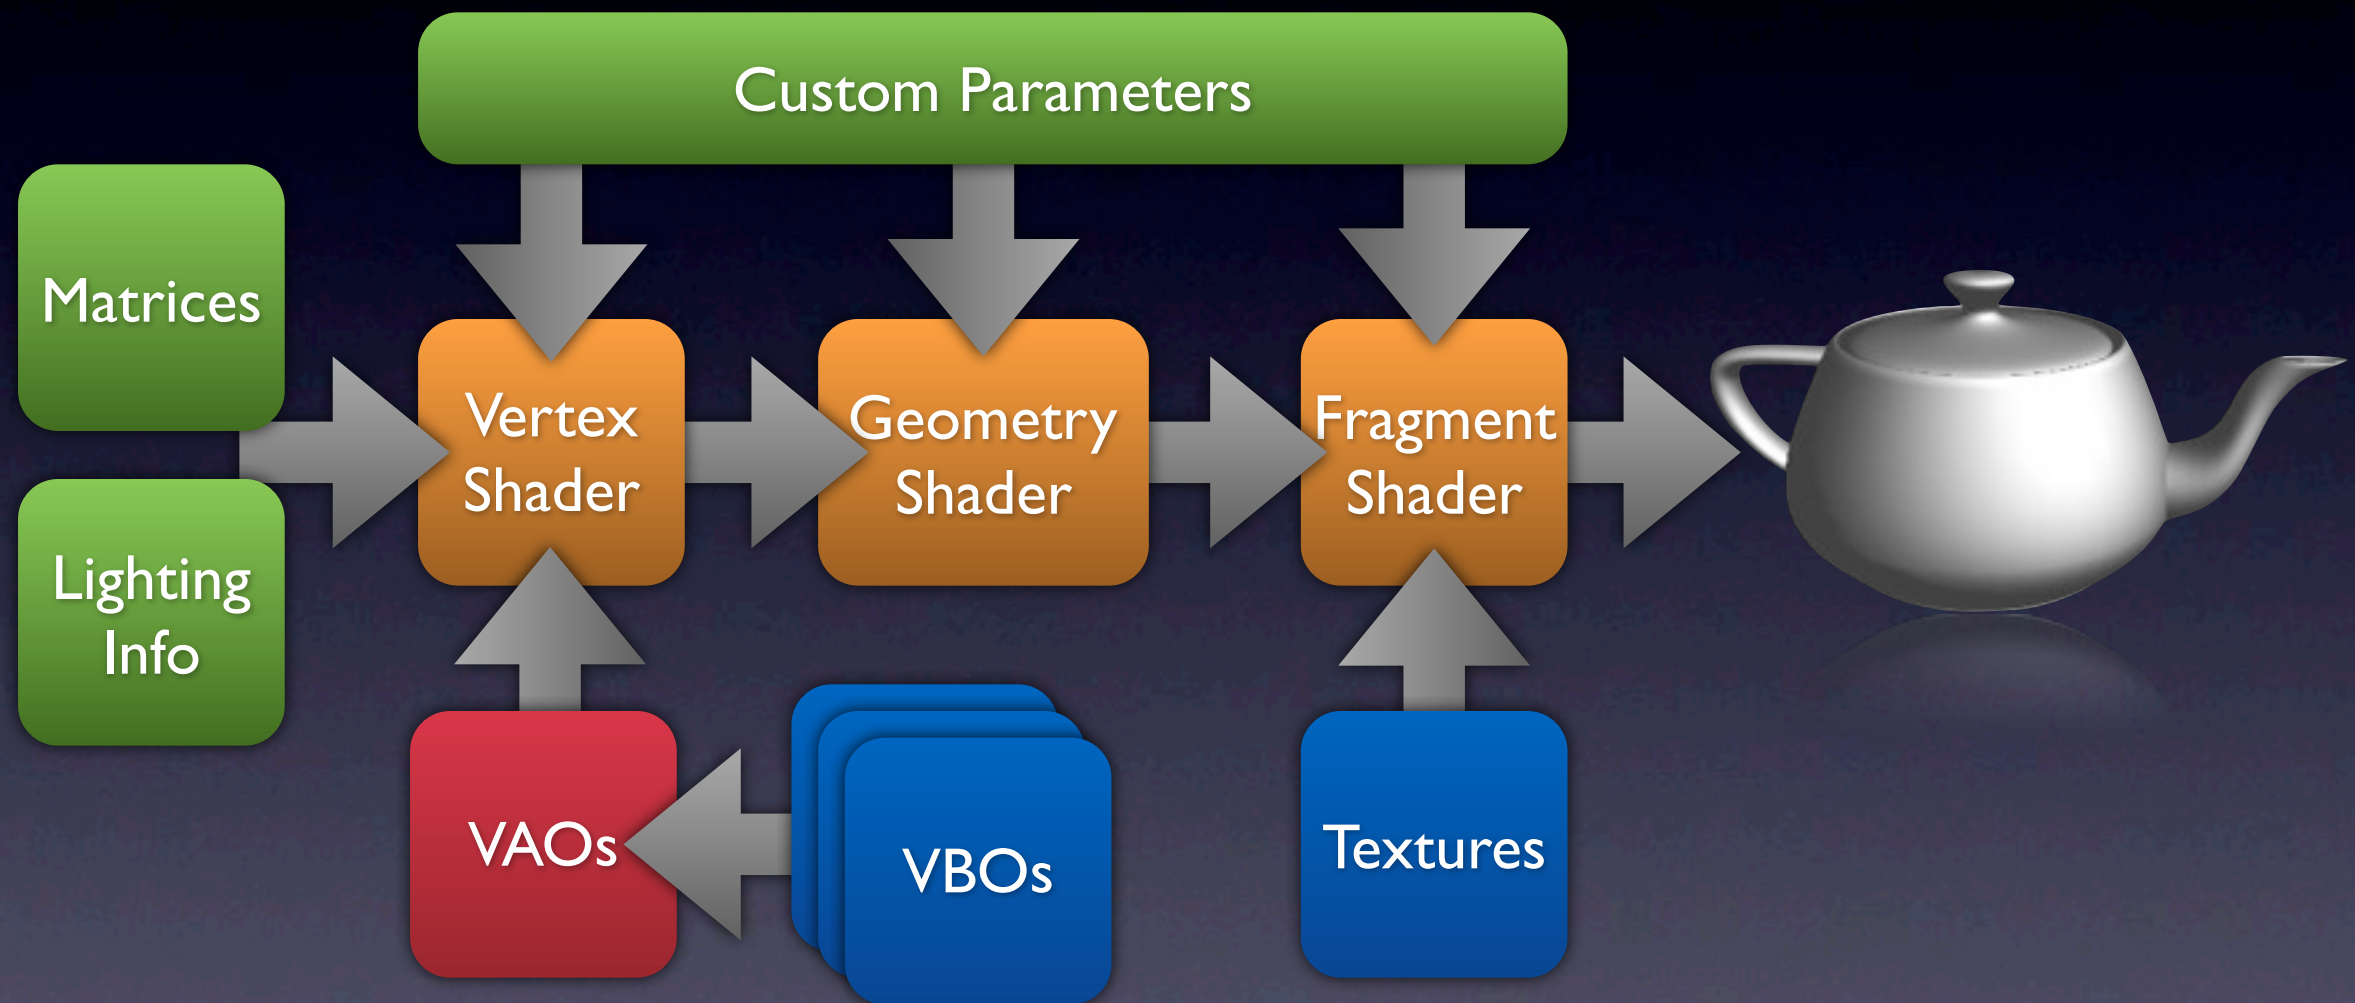 Custom Parameters
Matrices
Vertex
Shader
Geometry
Shader
Fragment
Shader
Lighting
Info
VAOs
VBOs
Textures